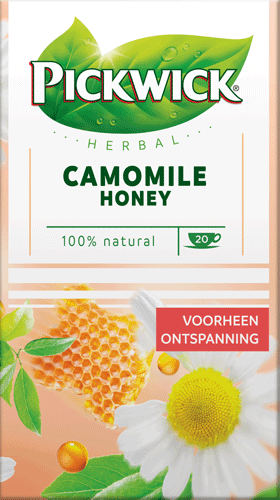 PICKWICK®
HERBAL
CAMOMILE
HONEY
100% natural
20
VOORHEEN
ONTSPANNING